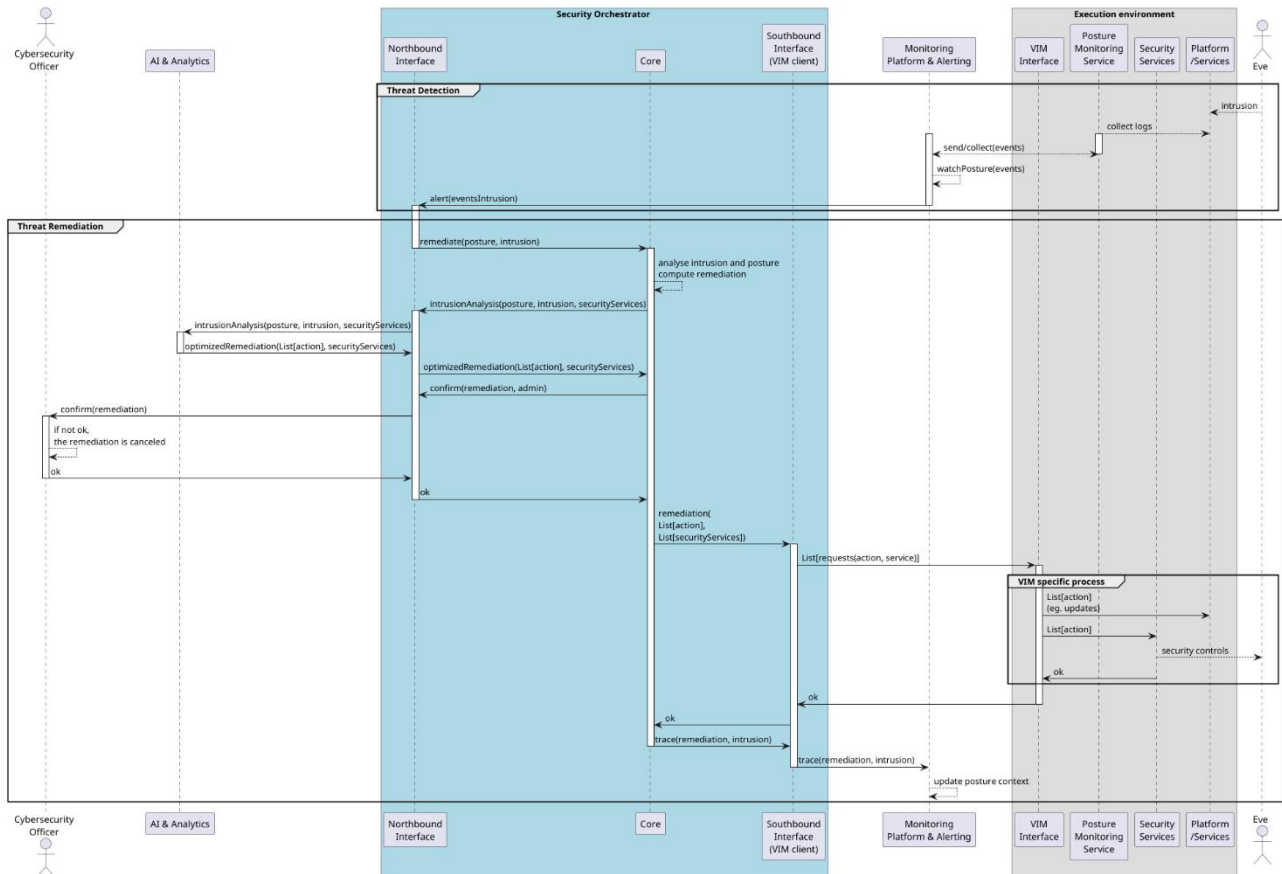 Security Orchestrator
Execution environment
Cybersecurity
Officer
AI & Analytics
Northbound
Interface
Core
Southbound
Interface
(VIM client)
Monitoring
Platform & Alerting
VIM
Interface
Posture
Monitoring
Service
Security
Services
Platform
/Services
Eve
Threat Detection
intrusion
collect logs
send/collect(events)
watchPosture(events)
alert(eventsIntrusion)
Threat Remediation
remediate(posture, intrusion)
analyse intrusion and posture
compute remediation
intrusionAnalysis(posture, intrusion, securityServices)
intrusionAnalysis(posture, intrusion, securityServices)
optimizedRemediation(List[action], securityServices)
optimizedRemediation(List[action], securityServices)
confirm(remediation, admin)
confirm(remediation)
if not ok,
the remediation is canceled
ok
ok
remediation(
List[action],
List[securityServices])
List[requests(action, service)]
VIM specific process
List[action]
(eg. updates)
List[action]
security controls
ok
ok
ok
trace(remediation, intrusion)
trace(remediation, intrusion)
update posture context
Cybersecurity
Officer
AI & Analytics
Northbound
Interface
Core
Southbound
Interface
(VIM client)
Monitoring
Platform & Alerting
VIM
Interface
Posture
Monitoring
Service
Security
Services
Platform
/Services
Eve